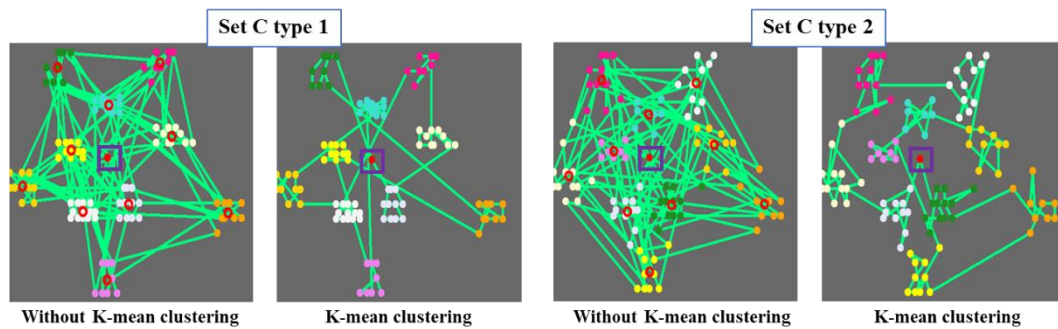 Set C type 1
Set C type 2
Without K-mean clustering
K-mean clustering
Without K-mean clustering
K-mean clustering